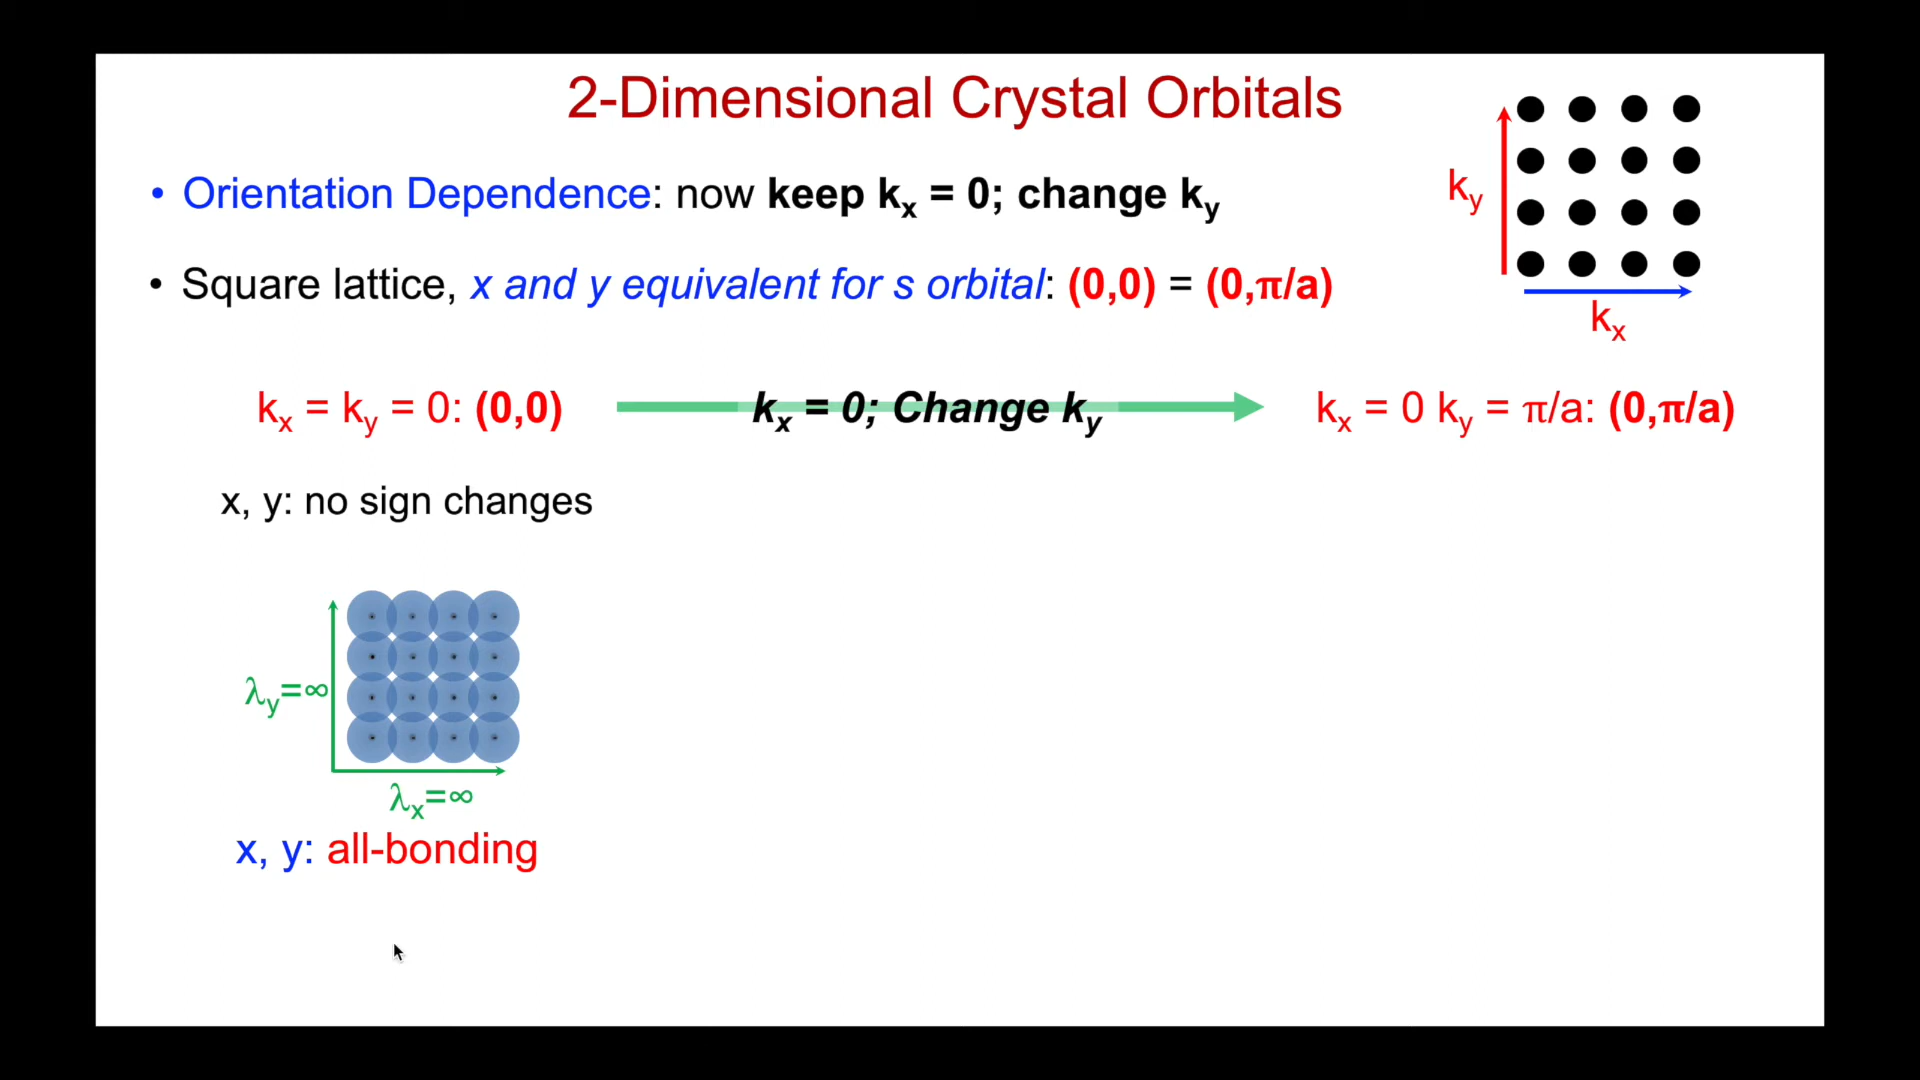 2-Dimensional Crystal Orbitals
• Orientation Dependence: now keep kx = 0; change ky
• Square lattice, x and y equivalent for s orbital: (0,0) = (0,π/a)
ky
kx
kx = ky = 0: (0,0)
kx = 0; Change ky
kx = 0 ky = π/a: (0,π/a)
x, y: no sign changes
λy=∞
λx=∞
x, y: all-bonding